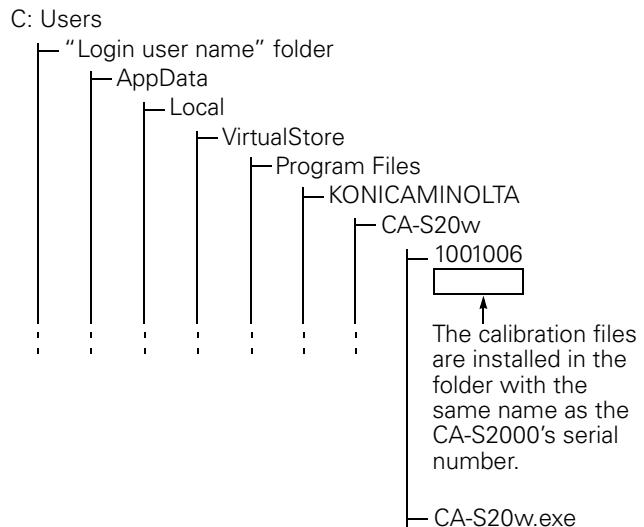 C: Users
“Login user name” folder
AppData
Local
VirtualStore
Program Files
KONICAMINOLTA
CA-S20w
1001006
The calibration files
are installed in the
folder with the
same name as the
CA-S2000’s serial
number.
CA-S20w.exe